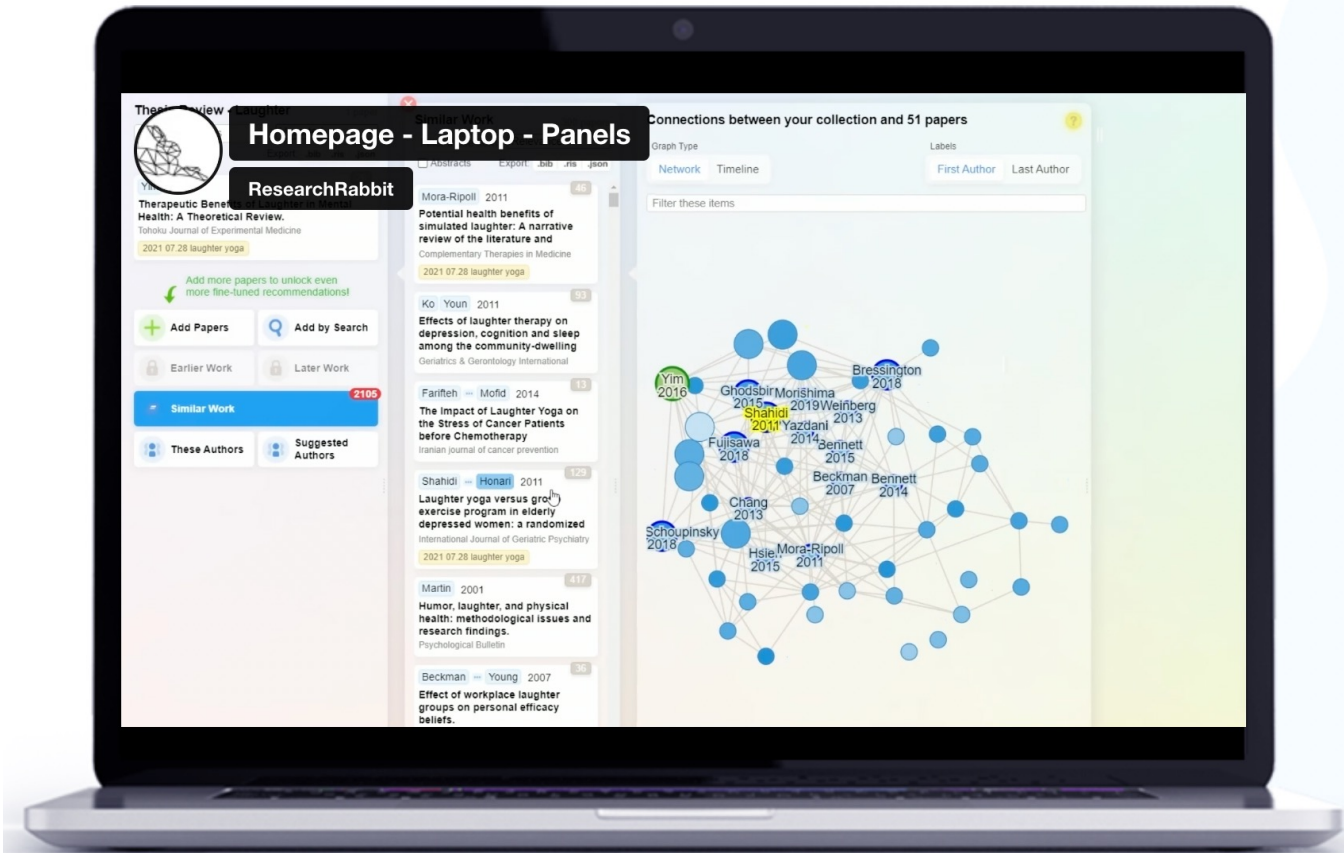 Thesis Review - Laughter
Homepage - Laptop - Panels
ResearchRabbit
Therapeutic Benefits of Laughter in Mental
Health: A Theoretical Review.
Tohoku Journal of Experimental Medicine
2021 07.28 laughter yoga
Add more papers to unlock even
more fine-tuned recommendations!
Add Papers
Add by Search
Earlier Work
Later Work
2105
Similar Work
These Authors
Suggested
Authors
Similar Work
Abstracts Export: .bib .ris .json
46
Mora-Ripoll 2011
Potential health benefits of
simulated laughter: A narrative
review of the literature and
Complementary Therapies in Medicine
2021 07.28 laughter yoga
93
Ko Youn 2011
Effects of laughter therapy on
depression, cognition and sleep
among the community-dwelling
Geriatrics & Gerontology International
13
Farifteh Mofid 2014
The Impact of Laughter Yoga on
the Stress of Cancer Patients
before Chemotherapy
Iranian journal of cancer prevention
129
Shahidi Honari 2011
Laughter yoga versus group
exercise program in elderly
depressed women: a randomized
International Journal of Geriatric Psychiatry
2021 07.28 laughter yoga
417
Martin 2001
Humor, laughter, and physical
health: methodological issues and
research findings.
Psychological Bulletin
36
Beckman Young 2007
Effect of workplace laughter
groups on personal efficacy
beliefs.
Connections between your collection and 51 papers
?
Graph Type
Labels
Network Timeline
First Author Last Author
Filter these items
Yim
2016
Bressington
2018
Ghodsbin
2015
Morishima
2019
Weinberg
2013
Shahidi
2011
Yazdani
2014
Fujisawa
2018
Bennett
2015
Beckman
2007
Bennett
2014
Chang
2013
Schoupinsky
2018
Hsieh
2015
Mora-Ripoll
2011